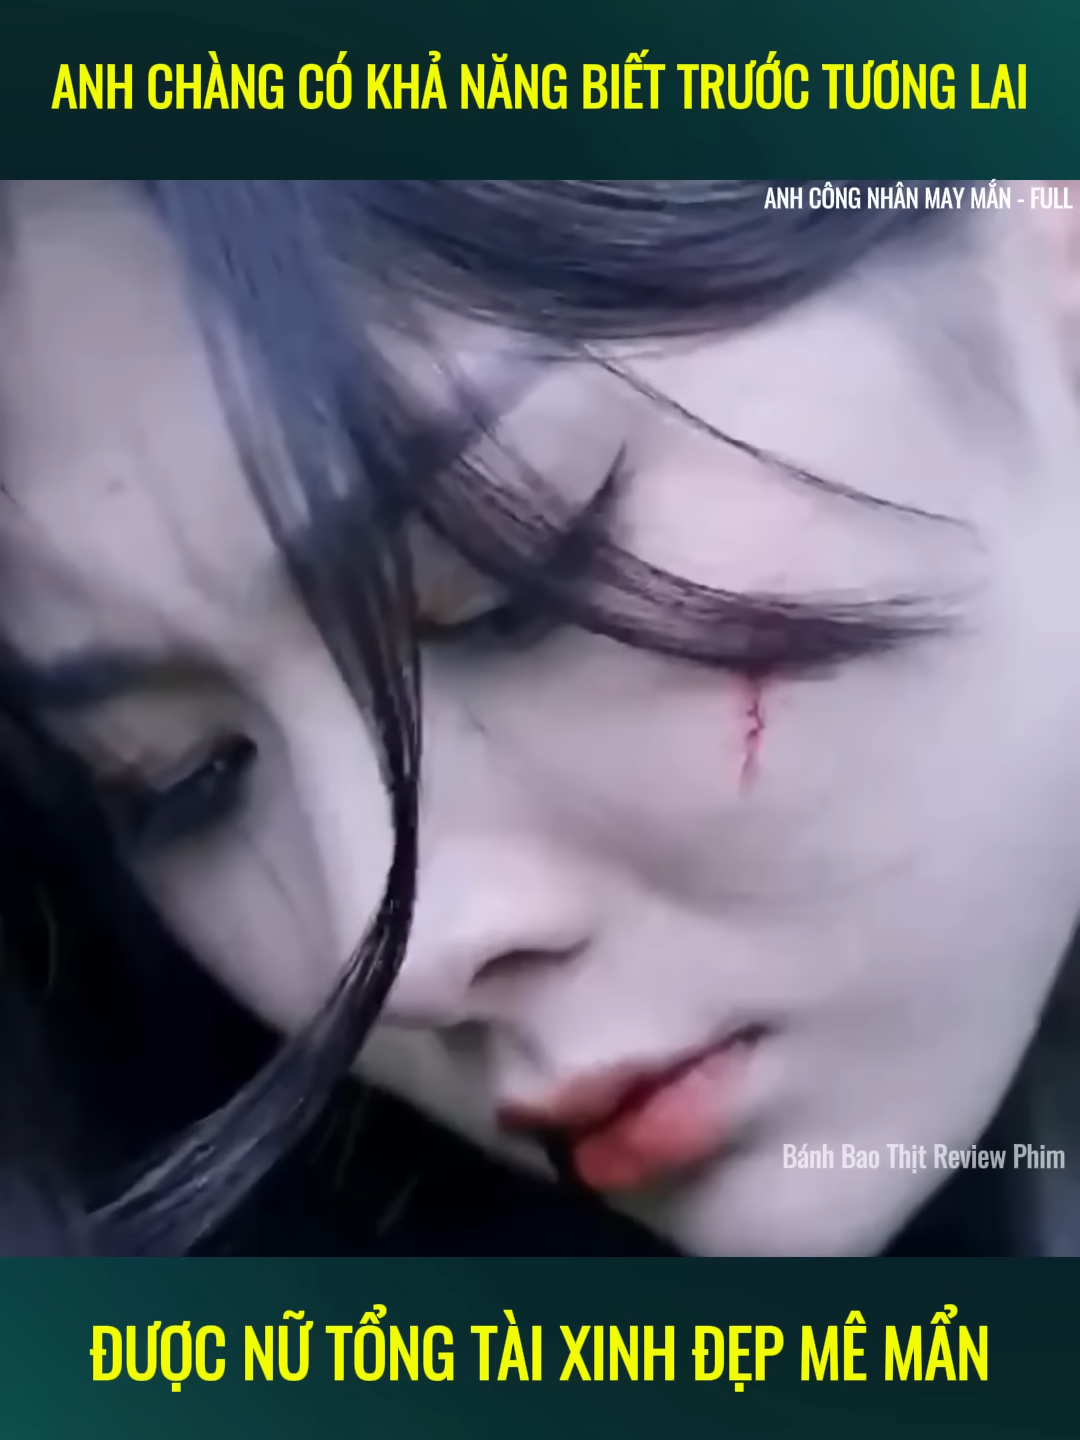 ANH CHÀNG CÓ KHẢ NĂNG BIẾT TRƯỚC TƯƠNG LAI
ANH CÔNG NHÂN MAY MẮN - FULL
Bánh Bao Thịt Review Phim
ĐƯỢC NỮ TỔNG TÀI XINH ĐẸP MÊ MẨN